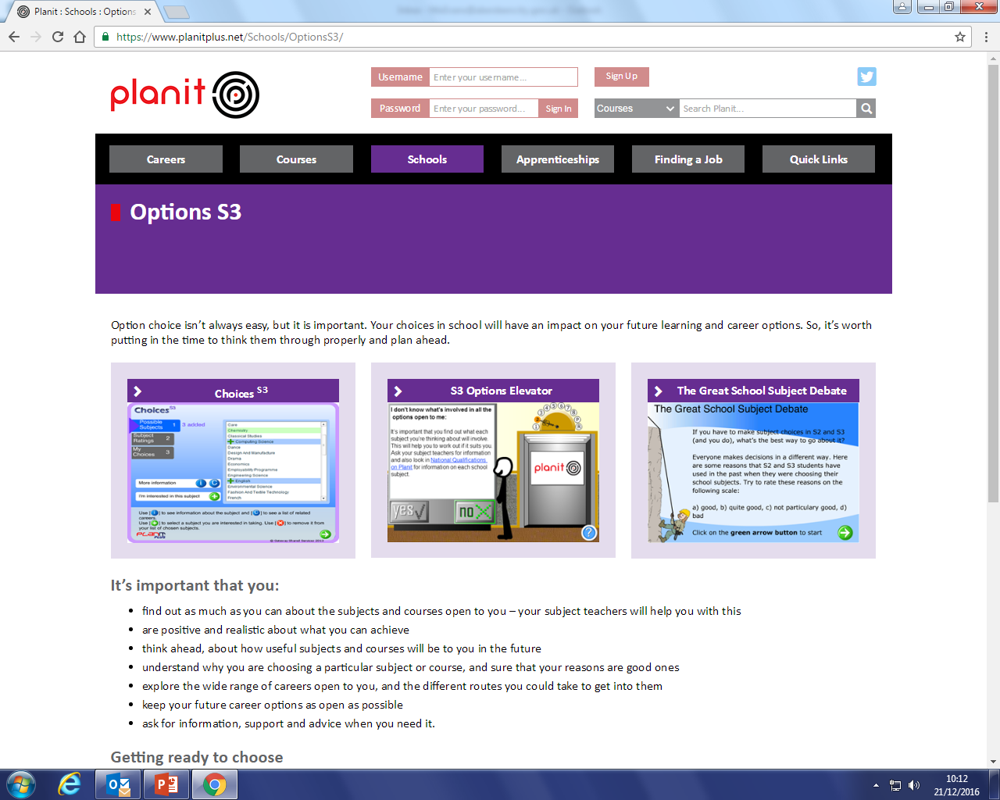 Planit : Schools : Options
https://www.planitplus.net/Schools/OptionsS3/
planit
Username
Enter your username...
Sign Up
Password
Enter your password...
Sign In
Courses
Search Planit...
Careers
Courses
Schools
Apprenticeships
Finding a Job
Quick Links
Options S3
Option choice isn't always easy, but it is important. Your choices in school will have an impact on your future learning and career options. So, it's worth
putting in the time to think them through properly and plan ahead.
Choices S3
Choices S3
Possible
Subjects 1
3 added
Subject
Ratings 2
My
Choices 3
More information
I'm interested in this subject
Care
Chemistry
Classical Studies
Computing Science
Dance
Design And Manufacture
Drama
Economics
Employability Programme
Engineering Science
English
Environmental Science
Fashion And Textile Technology
French
Use [i] to see information about the subject and [C] to see a list of related
careers.
Use [+] to select a subject you are interested in taking. Use [x] to remove it from
your list of chosen subjects.
PLANIT
PLUS
S3 Options Elevator
I don't know what's involved in all the
options open to me:
It's important that you find out what each
subject you're thinking about will involve.
This will help you to work out if it suits you.
Ask your subject teachers for information
and also look in National Qualifications
on Planit for information on each school
subject
yes
no
1 2 3 4 5 6 7 8 P R
planit
?
The Great School Subject Debate
The Great School Subject Debate
If you have to make subject choices in S2 and S3
(and you do), what's the best way to go about it?
Everyone makes decisions in a different way. Here
are some reasons that S2 and S3 students have
used in the past when they were choosing their
school subjects. Try to rate these reasons on the
following scale:
a) good, b) quite good, c) not particulary good, d)
bad
Click on the green arrow button to start
It's important that you:
• find out as much as you can about the subjects and courses open to you – your subject teachers will help you with this
• are positive and realistic about what you can achieve
• think ahead, about how useful subjects and courses will be to you in the future
• understand why you are choosing a particular subject or course, and sure that your reasons are good ones
• explore the wide range of careers open to you, and the different routes you could take to get into them
• keep your future career options as open as possible
• ask for information, support and advice when you need it.
Getting ready to choose
10:12
21/12/2016